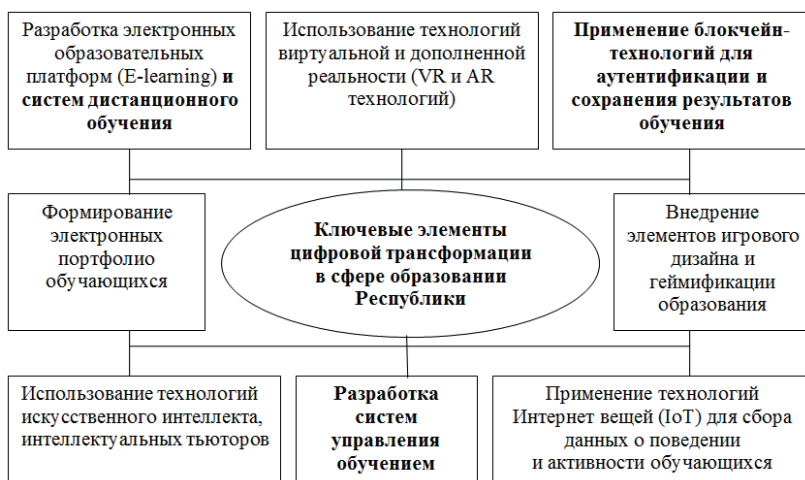 Разработка электронных
образовательных
платформ (E-learning) и
систем дистанционного
обучения
Использование технологий
виртуальной и дополненной
реальности (VR и AR
технологий)
Применение блокчейн-
технологий для
аутентификации и
сохранения результатов
обучения
Формирование
электронных
портфолио
обучающихся
Ключевые элементы
цифровой трансформации
в сфере образовании
Республики
Внедрение
элементов игрового
дизайна и
геймификации
образования
Использование технологий
искусственного интеллекта,
интеллектуальных тьюторов
Разработка
систем
управления
обучением
Применение технологий
Интернет вещей (IoT) для сбора
данных о поведении
и активности обучающихся